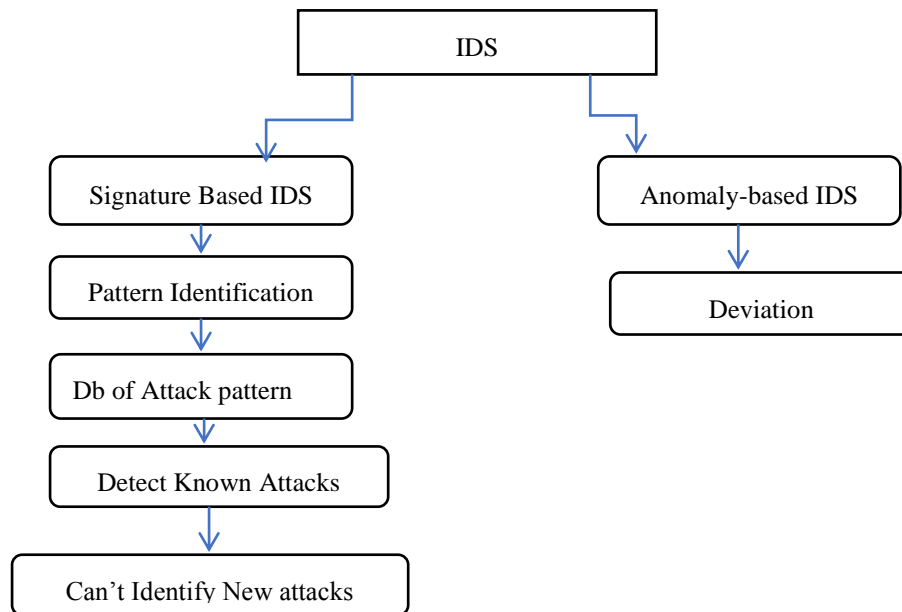 IDS
Signature Based IDS
Anomaly-based IDS
Pattern Identification
Deviation
Db of Attack pattern
Detect Known Attacks
Can’t Identify New attacks